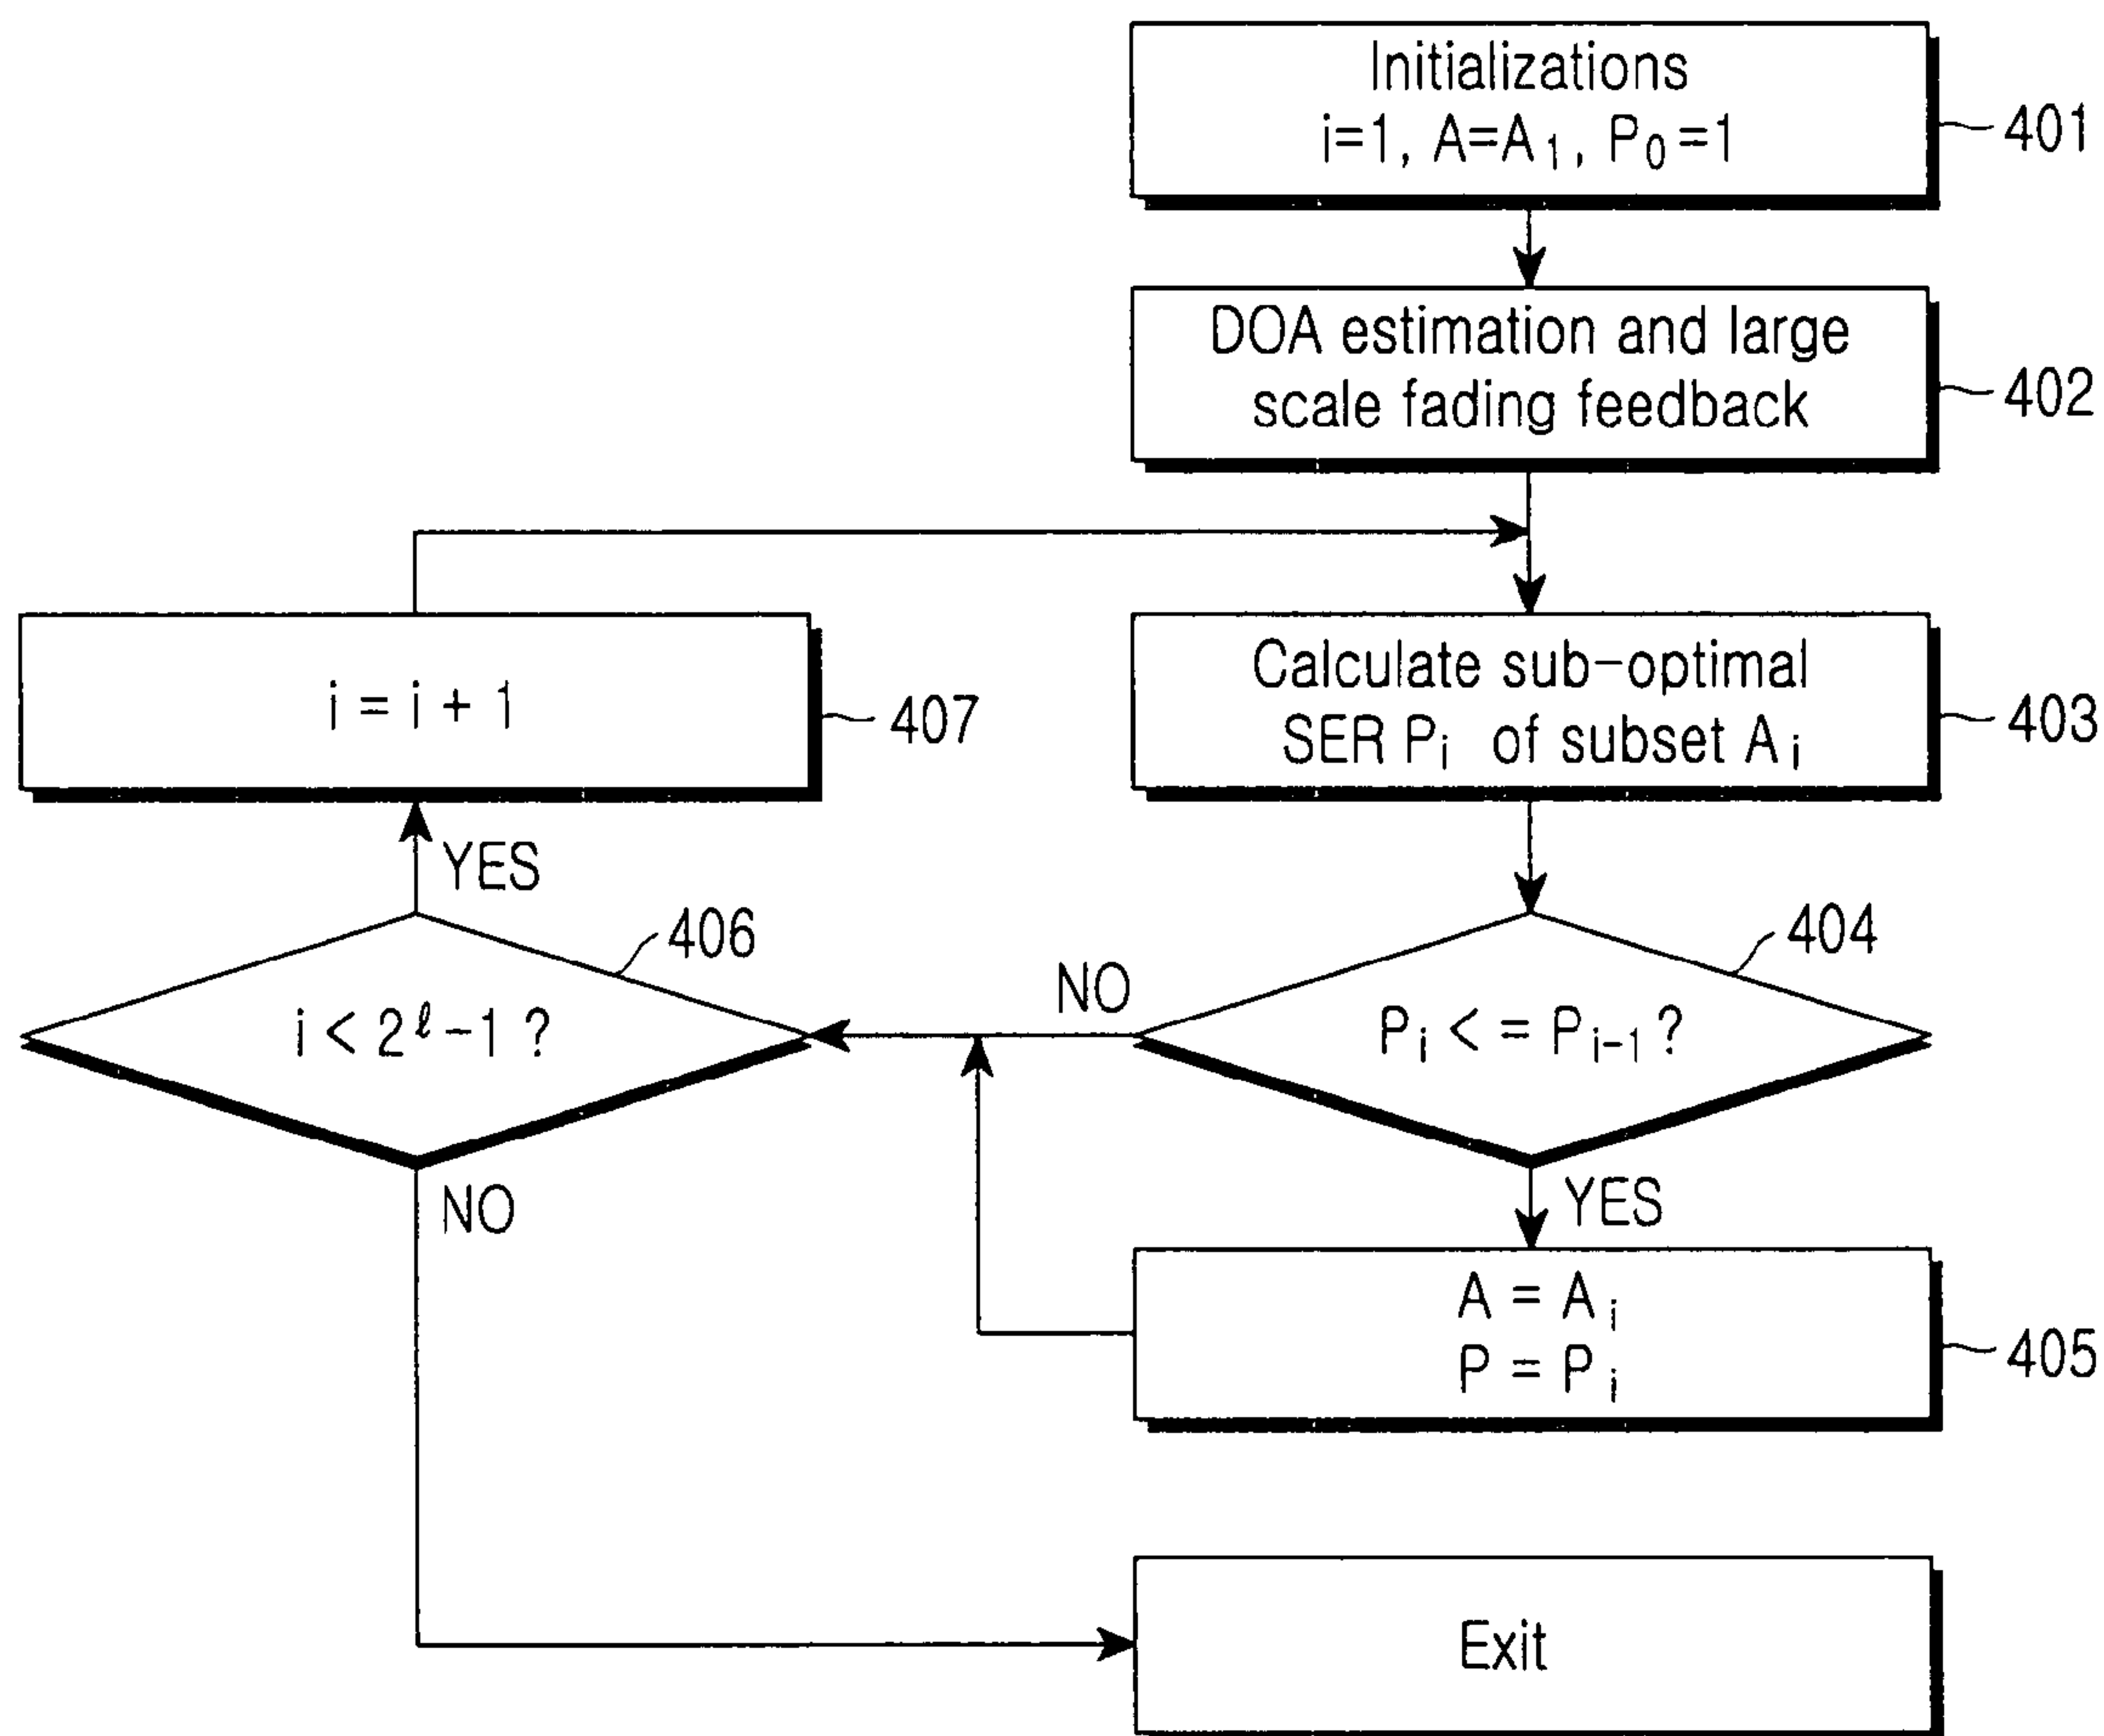 Initializations
i=1, A=A₁, P₀=1
401
DOA estimation and large
scale fading feedback
402
Calculate sub-optimal
SER Pᵢ of subset Aᵢ
403
i = i + 1
407
YES
406
i < 2ℓ-1 ?
NO
404
Pᵢ < = Pᵢ₋₁ ?
NO
YES
A = Aᵢ
P = Pᵢ
405
Exit